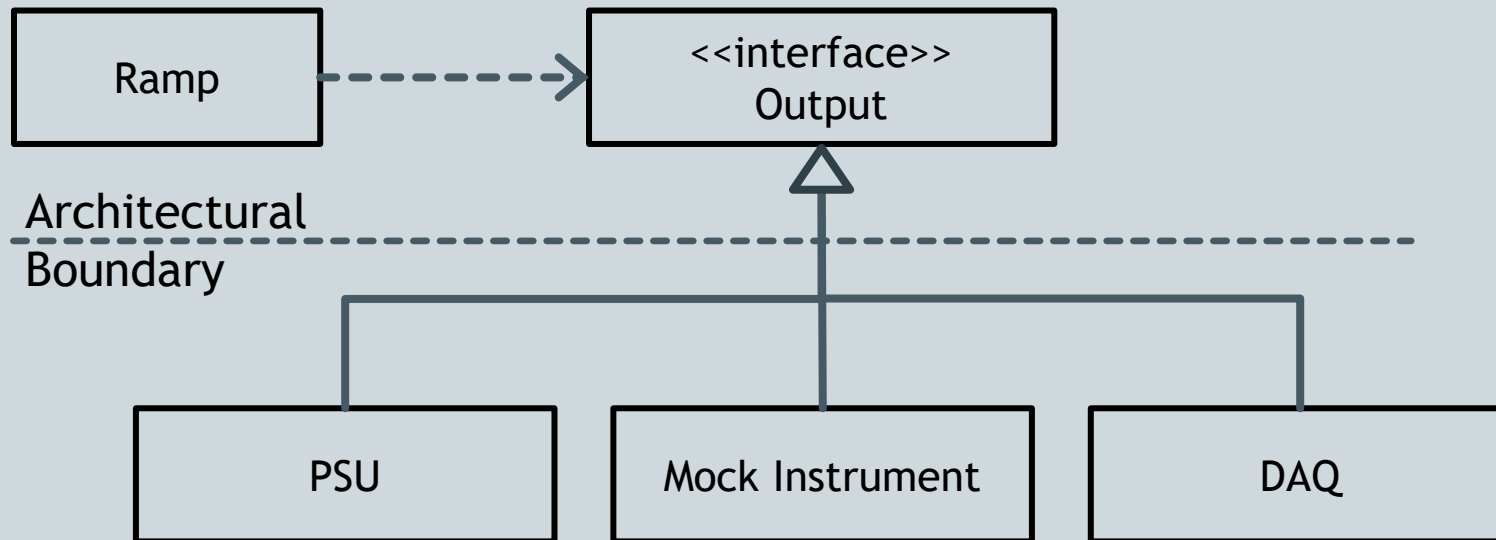 Ramp
<<interface>>
Output
Architectural
Boundary
PSU
Mock Instrument
DAQ